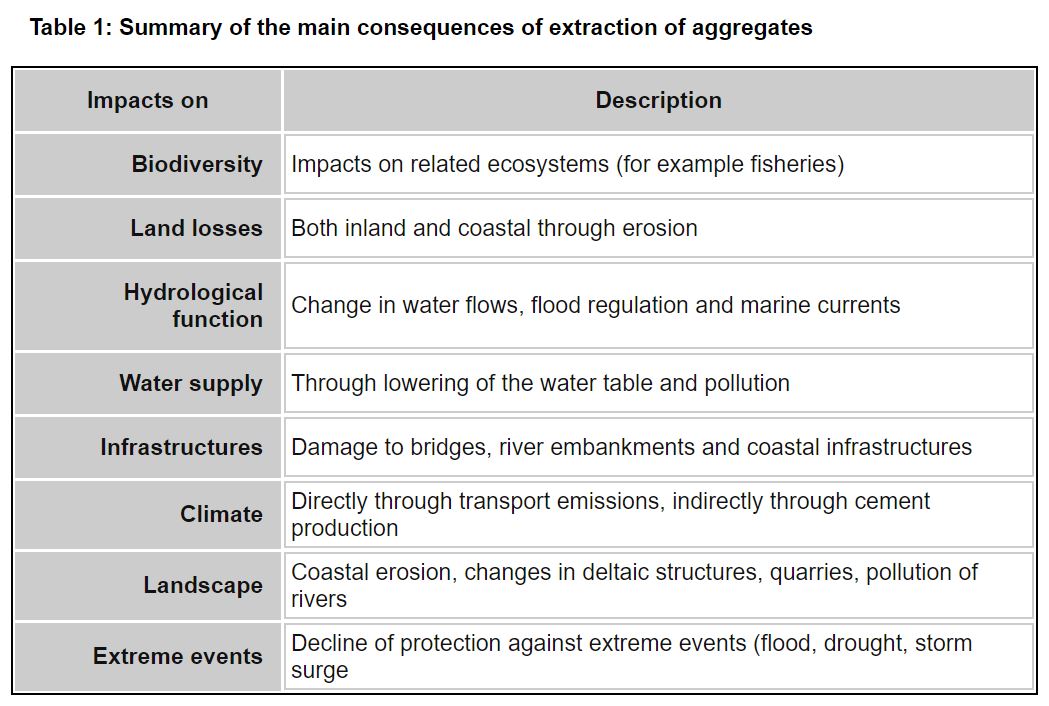 Table 1: Summary of the main consequences of extraction of aggregates
Impacts on Description
Biodiversity Impacts on related ecosystems (for example fisheries)
Land losses Both inland and coastal through erosion
Hydrological
function
Change in water flows, flood regulation and marine currents
Water supply Through lowering of the water table and pollution
Infrastructures Damage to bridges, river embankments and coastal infrastructures
Climate
Directly through transport emissions, indirectly through cement
production
Landscape
Coastal erosion, changes in deltaic structures, quarries, pollution of
rivers
Extreme events
Decline of protection against extreme events (flood, drought, storm
surge